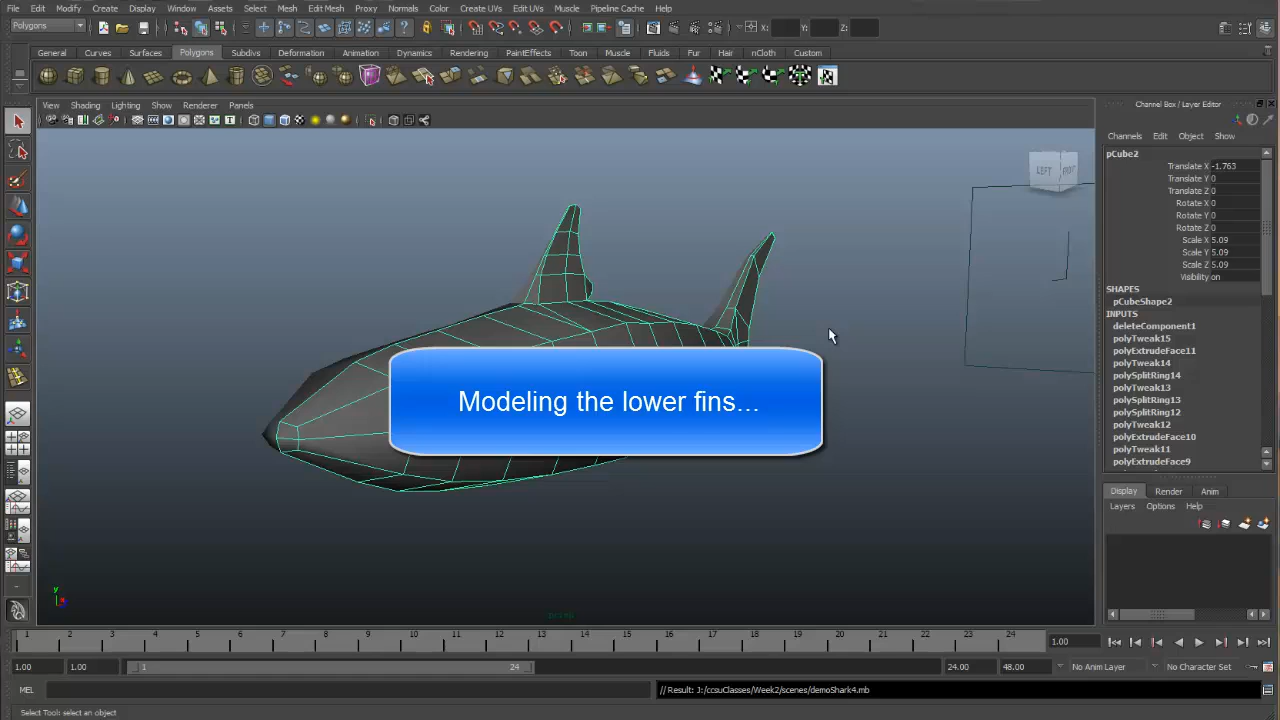 File Edit Modify Create Display Window Assets Select Mesh Edit Mesh Proxy Normals Color Create UVs Edit UVs Muscle Pipeline Cache Help
Polygons X: Y: Z:
General Curves Surfaces Polygons Subdivs Deformation Animation Dynamics Rendering PaintEffects Toon Muscle Fluids Fur Hair nCloth Custom
View Shading Lighting Show Renderer Panels
Channel Box / Layer Editor
Channels Edit Object Show
pCube2
Translate X -1.763
Translate Y 0
Translate Z 0
Rotate X 0
Rotate Y 0
Rotate Z 0
Scale X 5.09
Scale Y 5.09
Scale Z 5.09
Visibility on
SHAPES
pCubeShape2
INPUTS
deleteComponent1
polyTweak15
polyExtrudeFace11
polyTweak14
polySplitRing14
polyTweak13
polySplitRing13
polySplitRing12
polyTweak12
polyExtrudeFace10
polyTweak11
polyExtrudeFace9
LEFT
Modeling the lower fins...
Display Render Anim
Layers Options Help
y
persp
1 2 3 4 5 6 7 8 9 10 11 12 13 14 15 16 17 18 19 20 21 22 23 24 1.00
1.00 1.00 1 24 24.00 48.00 No Anim Layer No Character Set
MEL // Result: J:/ccsuClasses/Week2/scenes/demoShark4.mb
Select Tool: select an object